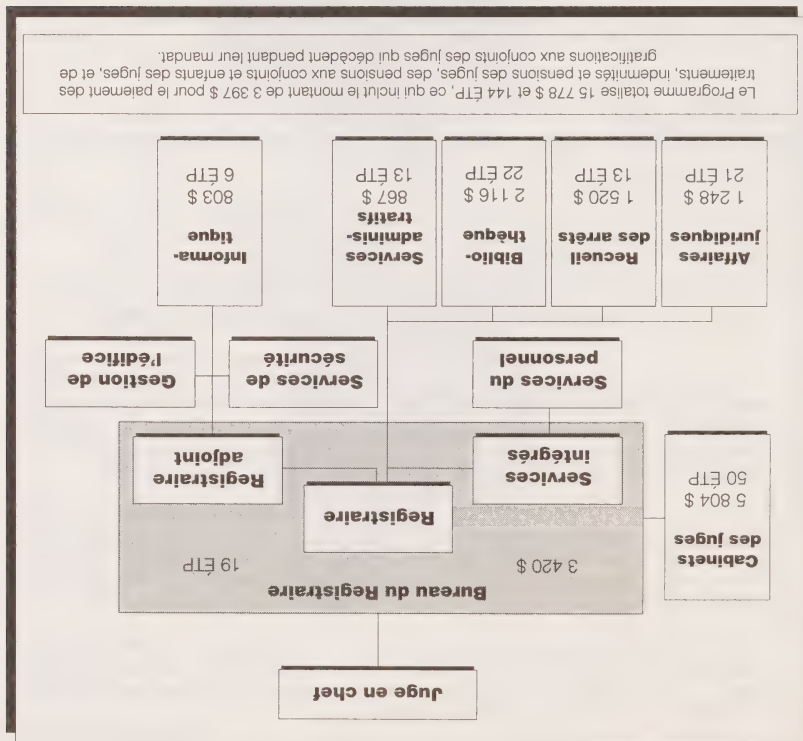 Juge en chef
Bureau du Registraire
3 420 $ 19 ÉTP
Cabinets
des juges
5 804 $
50 ÉTP
Registraire
Services
intégrés
Registraire
adjoint
Services du
personnel
Services de
sécurité
Gestion de
l'édifice
Affaires
juridiques
1 248 $
21 ÉTP
Recueil
des arrêts
1 520 $
13 ÉTP
Biblio-
thèque
2 116 $
22 ÉTP
Services
adminis-
tratifs
867 $
13 ÉTP
Informa-
tique
803 $
6 ÉTP
Le Programme totalise 15 778 $ et 144 ÉTP, ce qui inclut le montant de 3 397 $ pour le paiement des
traitements, indemnités et pensions des juges, des pensions aux conjoints et enfants des juges, et de
gratifications aux conjoints des juges qui décèdent pendant leur mandat.